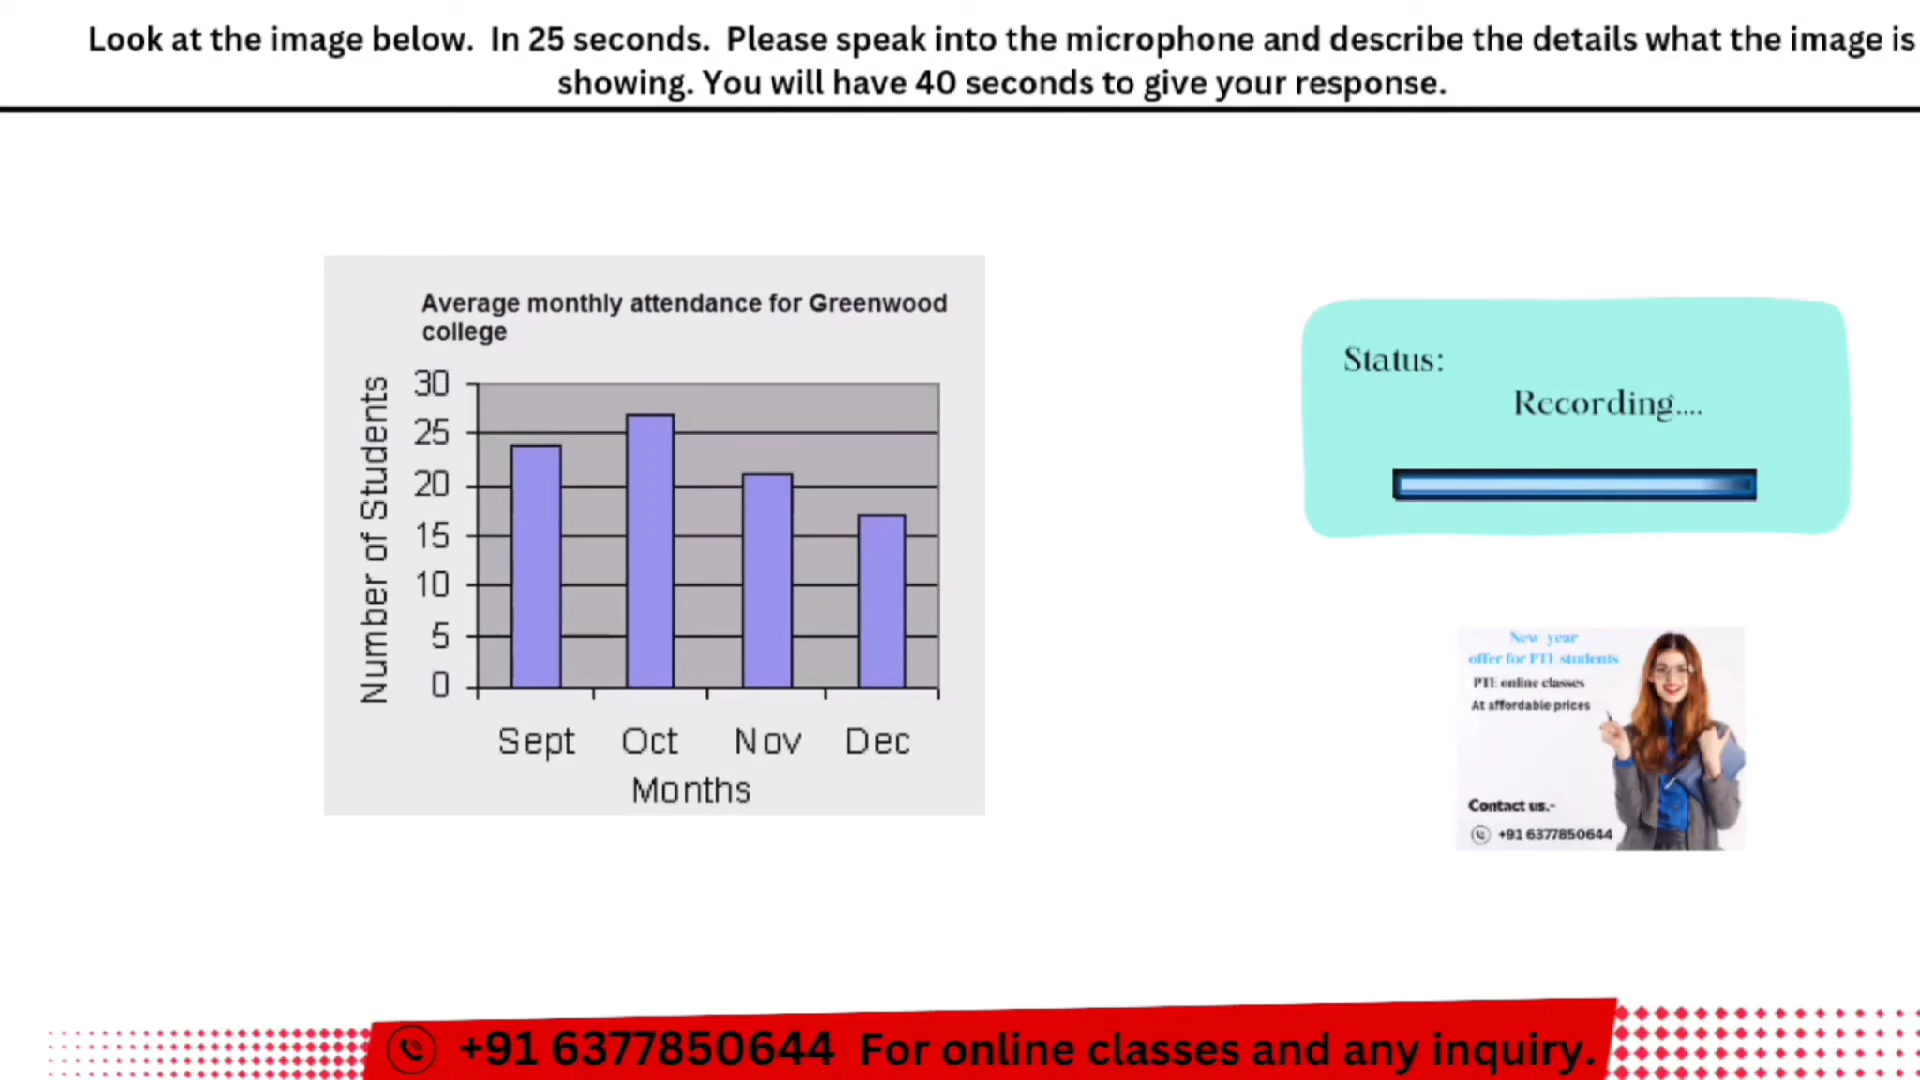 Look at the image below. In 25 seconds. Please speak into the microphone and describe the details what the image is
showing. You will have 40 seconds to give your response.
Average monthly attendance for Greenwood
college
Number of Students
30
25
20
15
10
5
0
Sept Oct Nov Dec
Months
Status:
Recording....
New year
offer for PTE students
PTE online classes
At affordable prices
Contact us.-
+91 6377850644
+91 6377850644 For online classes and any inquiry.